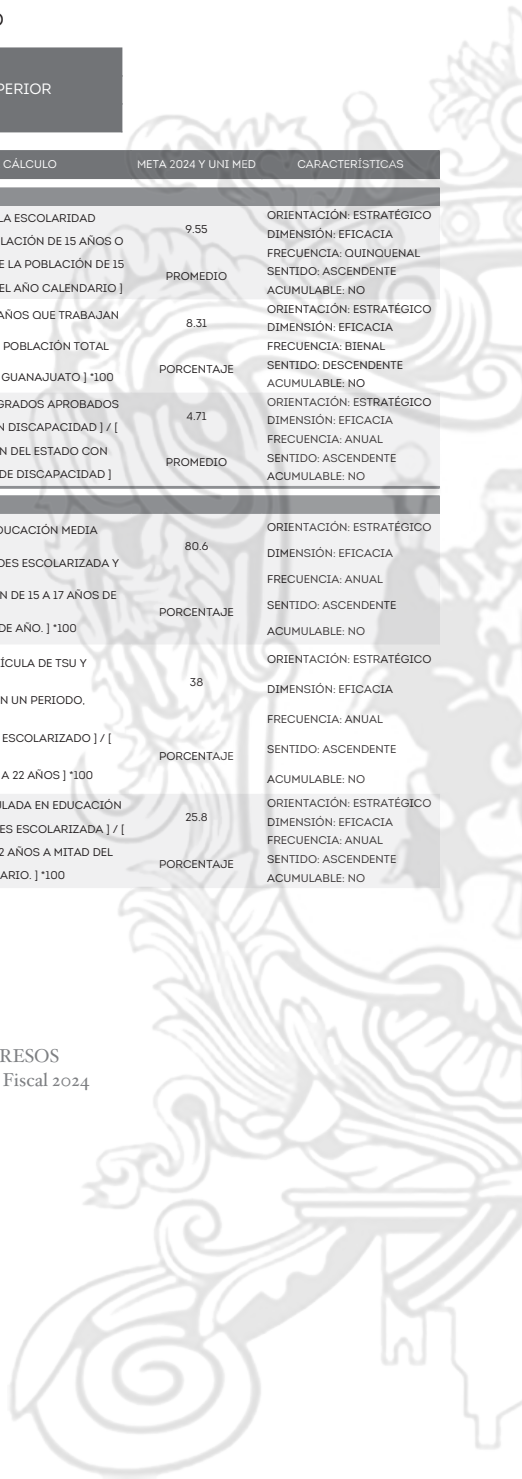 O
PERIOR
CÁLCULO META 2024 Y UNI MED CARACTERÍSTICAS
LA ESCOLARIDAD
LACIÓN DE 15 AÑOS O
E LA POBLACIÓN DE 15
EL AÑO CALENDARIO ]
9.55
PROMEDIO
ORIENTACIÓN: ESTRATÉGICO
DIMENSIÓN: EFICACIA
FRECUENCIA: QUINQUENAL
SENTIDO: ASCENDENTE
ACUMULABLE: NO
AÑOS QUE TRABAJAN
POBLACIÓN TOTAL
GUANAJUATO ] *100
8.31
PORCENTAJE
ORIENTACIÓN: ESTRATÉGICO
DIMENSIÓN: EFICACIA
FRECUENCIA: BIENAL
SENTIDO: DESCENDENTE
ACUMULABLE: NO
GRADOS APROBADOS
N DISCAPACIDAD ] / [
N DEL ESTADO CON
DE DISCAPACIDAD ]
4.71
PROMEDIO
ORIENTACIÓN: ESTRATÉGICO
DIMENSIÓN: EFICACIA
FRECUENCIA: ANUAL
SENTIDO: ASCENDENTE
ACUMULABLE: NO
DUCACIÓN MEDIA
DES ESCOLARIZADA Y
N DE 15 A 17 AÑOS DE
DE AÑO. ] *100
80.6
PORCENTAJE
ORIENTACIÓN: ESTRATÉGICO
DIMENSIÓN: EFICACIA
FRECUENCIA: ANUAL
SENTIDO: ASCENDENTE
ACUMULABLE: NO
ÍCULA DE TSU Y
N UN PERIODO,
ESCOLARIZADO ] / [
A 22 AÑOS ] *100
38
PORCENTAJE
ORIENTACIÓN: ESTRATÉGICO
DIMENSIÓN: EFICACIA
FRECUENCIA: ANUAL
SENTIDO: ASCENDENTE
ACUMULABLE: NO
ULADA EN EDUCACIÓN
ES ESCOLARIZADA ] / [
2 AÑOS A MITAD DEL
ARIO. ] *100
25.8
PORCENTAJE
ORIENTACIÓN: ESTRATÉGICO
DIMENSIÓN: EFICACIA
FRECUENCIA: ANUAL
SENTIDO: ASCENDENTE
ACUMULABLE: NO
RESOS
Fiscal 2024